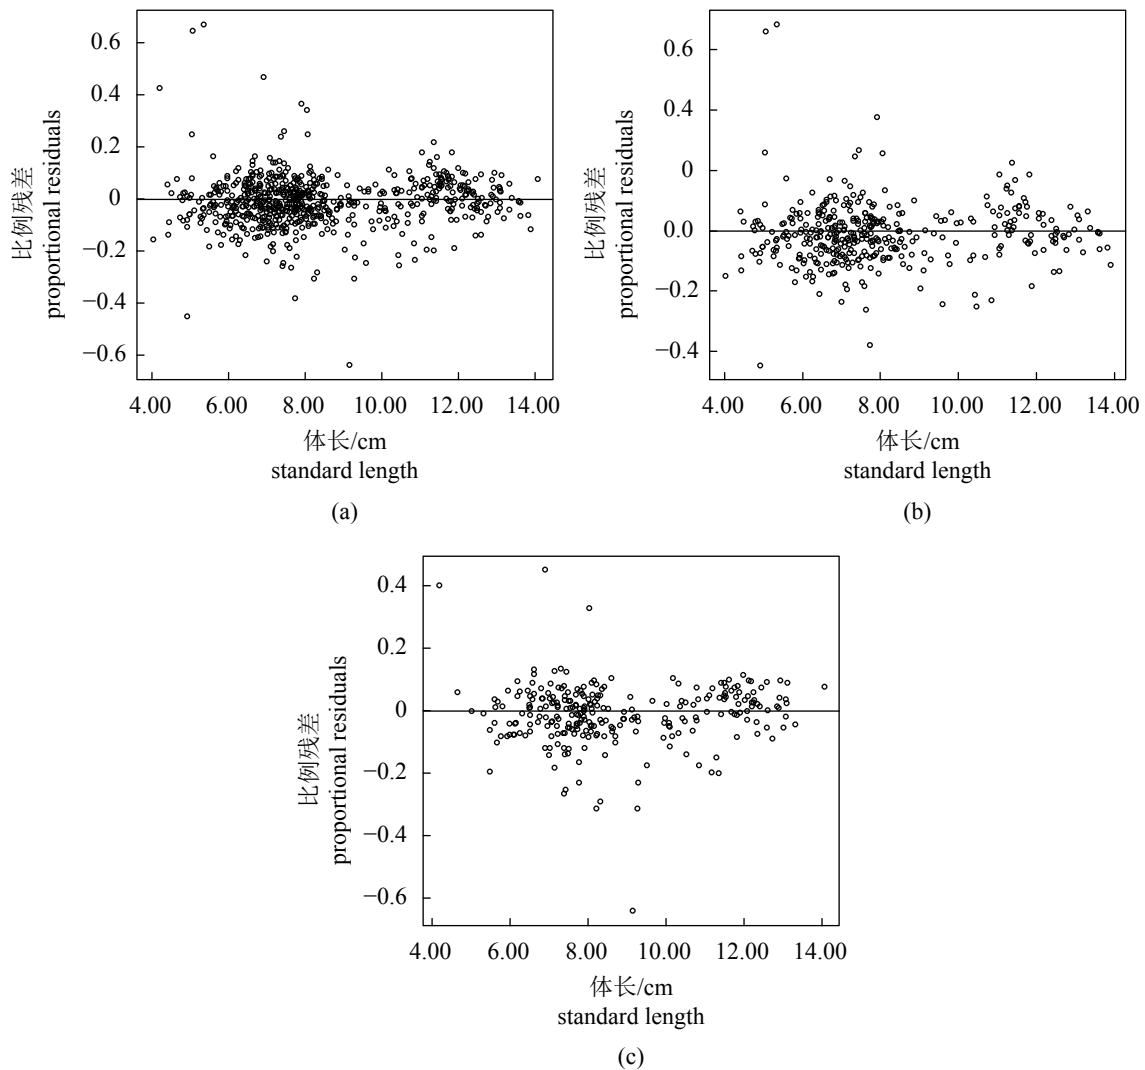 0.6
0.4
0.2
0
−0.2
−0.4
−0.6
比例残差
proportional residuals
4.00 6.00 8.00 10.00 12.00 14.00
体长/cm
standard length
(a)
0.6
0.4
0
0.0
−0.2
−0.4
比例残差
proportional residuals
4.00 6.00 8.00 10.00 12.00 14.00
体长/cm
standard length
(b)
0.4
0.2
0
−0.2
−0.4
−0.6
比例残差
proportional residuals
4.00 6.00 8.00 10.00 12.00 14.00
体长/cm
standard length
(c)